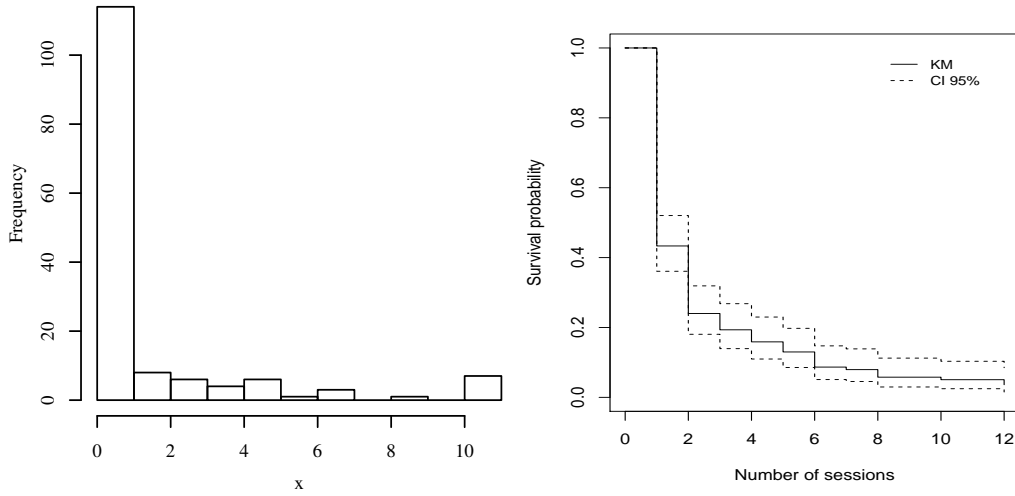 Frequency
100
80
60
40
20
0
0 2 4 6 8 10
x
Survival probability
1.0
0.8
0.6
0.4
0.2
0.0
KM
CI 95%
0 2 4 6 8 10 12
Number of sessions